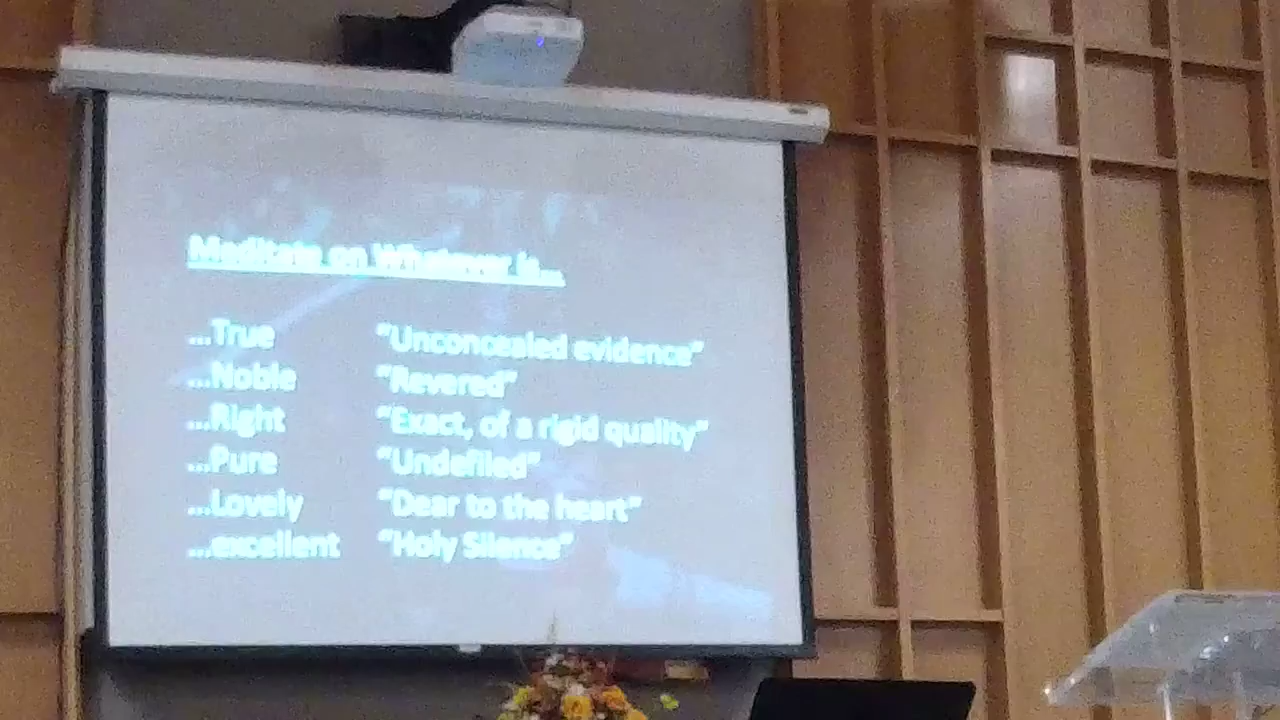 Meditate on Whatever is...
...True "Unconcealed evidence"
...Noble "Revered"
...Right "Exact, of a rigid quality"
...Pure "Undefiled"
...Lovely "Dear to the heart"
...excellent "Holy Silence"